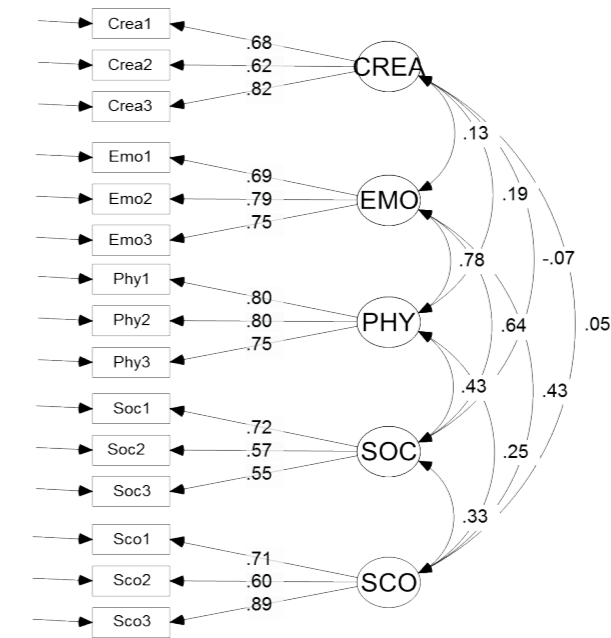 Crea1
.68
Crea2
.62
CREA
Crea3
.82
.13
Emo1
.69
.19
Emo2
.79
EMO
Emo3
.75
.78
-.07
Phy1
.80
Phy2
.80
PHY
.64
.05
Phy3
.75
.43
.43
Soc1
.72
Soc2
.57
SOC
.25
Soc3
.55
.33
Sco1
.71
Sco2
.60
SCO
Sco3
.89